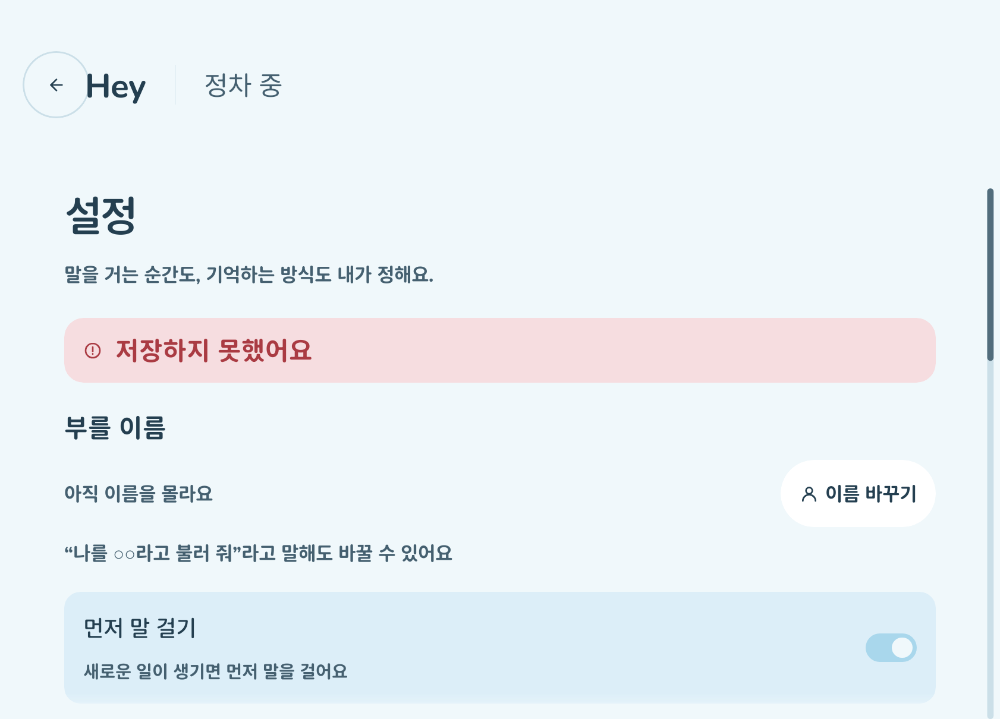 Hey
정차 중
설정
말을 거는 순간도, 기억하는 방식도 내가 정해요.
저장하지 못했어요
부를 이름
아직 이름을 몰라요
이름 바꾸기
“나를 ○○라고 불러 줘”라고 말해도 바꿀 수 있어요
먼저 말 걸기
새로운 일이 생기면 먼저 말을 걸어요